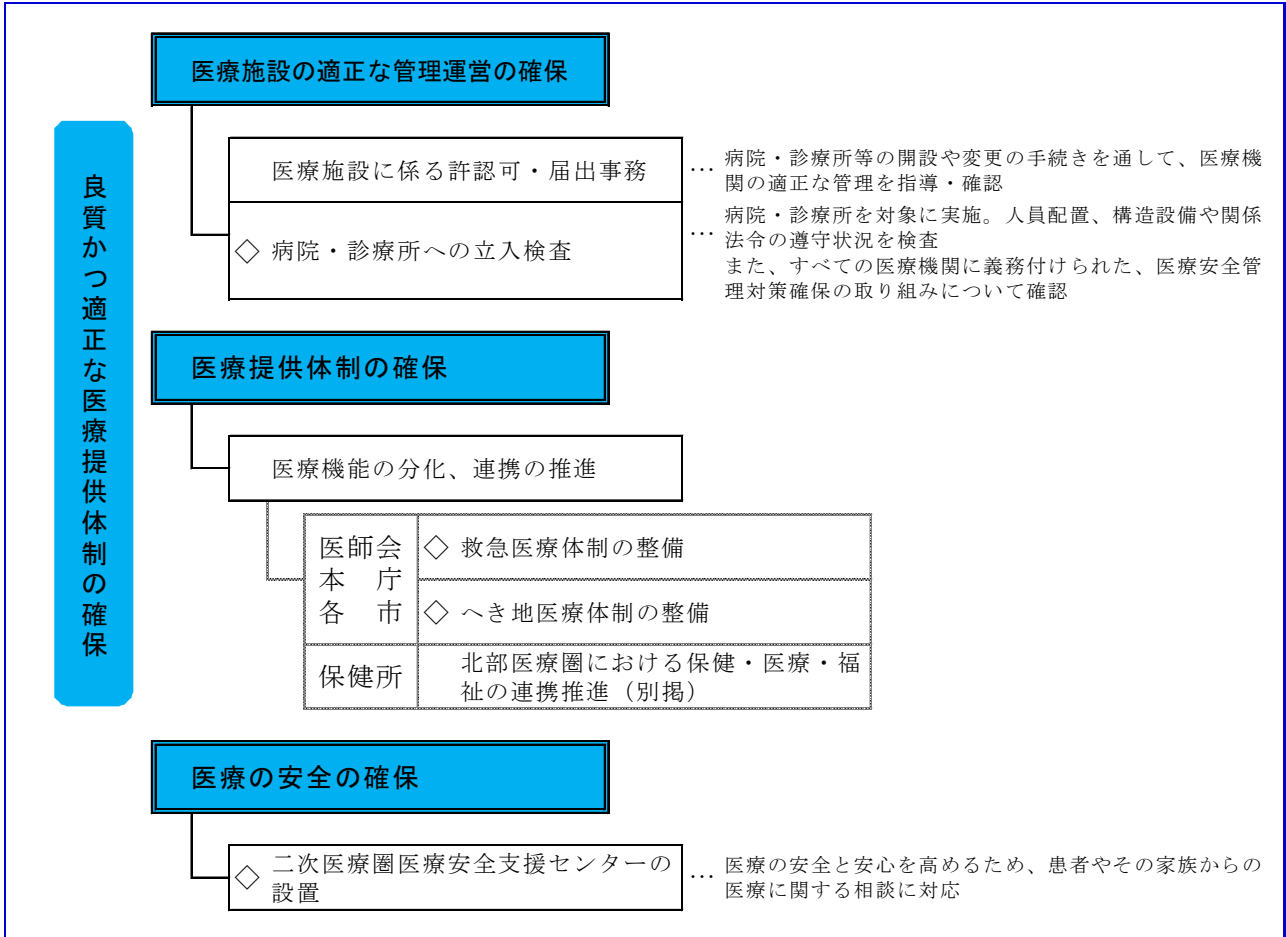 良質かつ適正な医療提供体制の確保
医療施設の適正な管理運営の確保
医療施設に係る許認可・届出事務
… 病院・診療所等の開設や変更の手続きを通して、医療機
関の適正な管理を指導・確認
◇ 病院・診療所への立入検査
… 病院・診療所を対象に実施。人員配置、構造設備や関係
法令の遵守状況を検査
また、すべての医療機関に義務付けられた、医療安全管
理対策確保の取り組みについて確認
医療提供体制の確保
医療機能の分化、連携の推進
医師会
本 庁
各 市
◇ 救急医療体制の整備
◇ へき地医療体制の整備
保健所
北部医療圏における保健・医療・福
祉の連携推進（別掲）
医療の安全の確保
◇ 二次医療圏医療安全支援センターの
設置
… 医療の安全と安心を高めるため、患者やその家族からの
医療に関する相談に対応